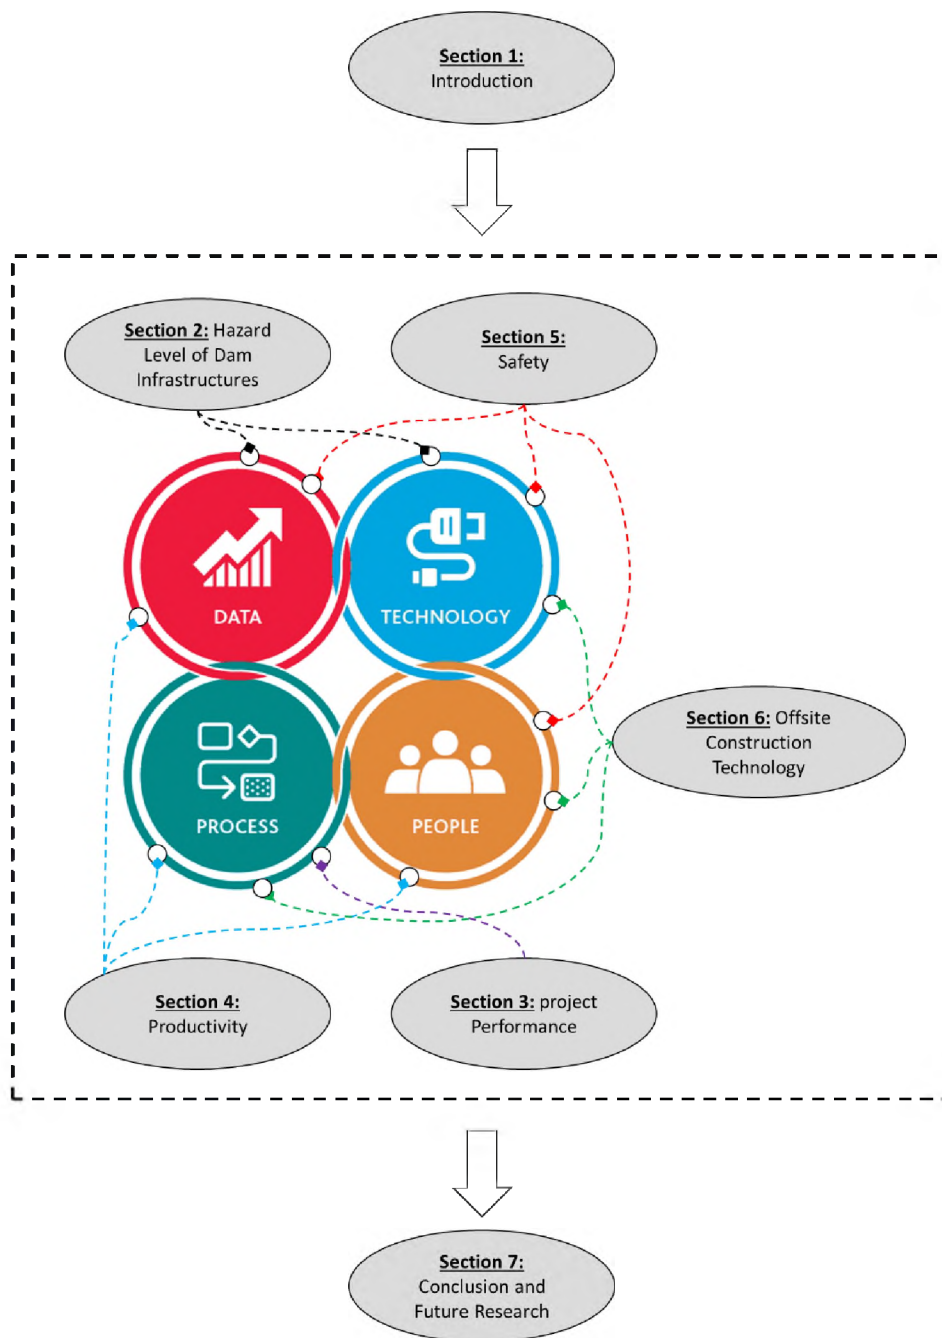 Section 1:
Introduction
Section 2: Hazard
Level of Dam
Infrastructures
Section 5:
Safety
DATA
TECHNOLOGY
Section 6: Offsite
Construction
Technology
PROCESS
PEOPLE
Section 4:
Productivity
Section 3: project
Performance
Section 7:
Conclusion and
Future Research